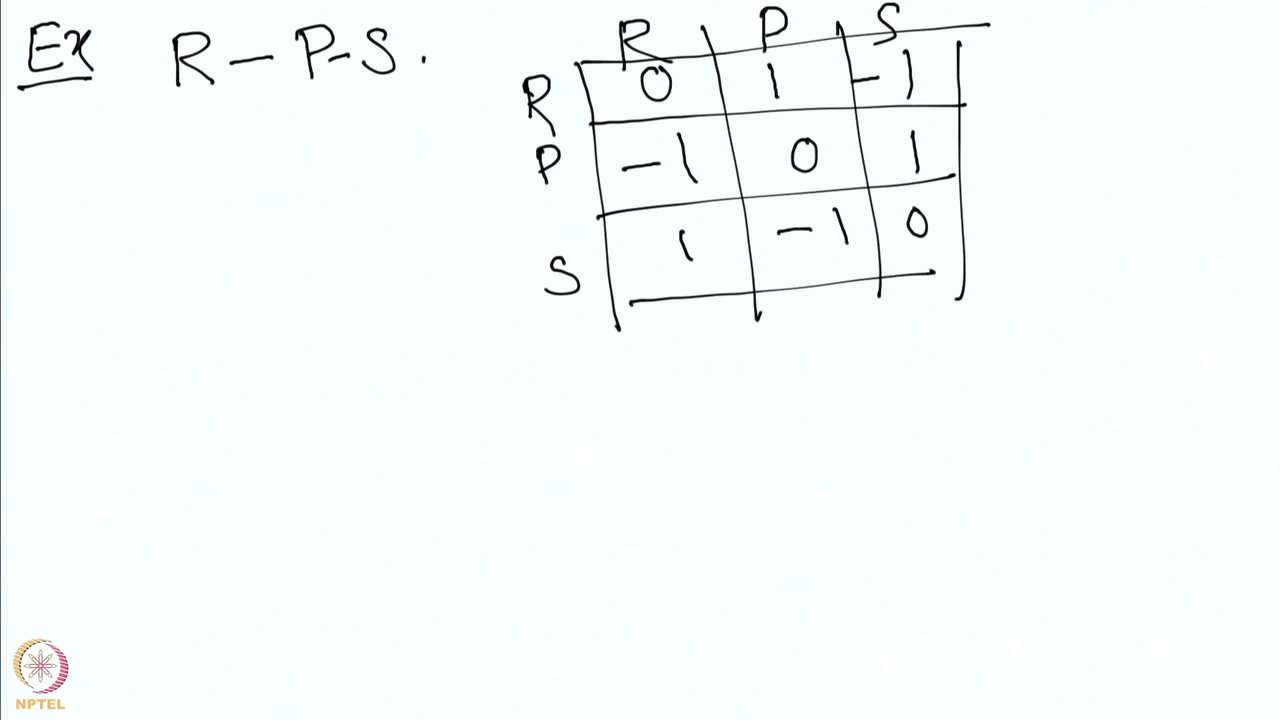 Ex R - P-S.
R P S
R 0 1 -1
P -1 0 1
S 1 -1 0
NPTEL